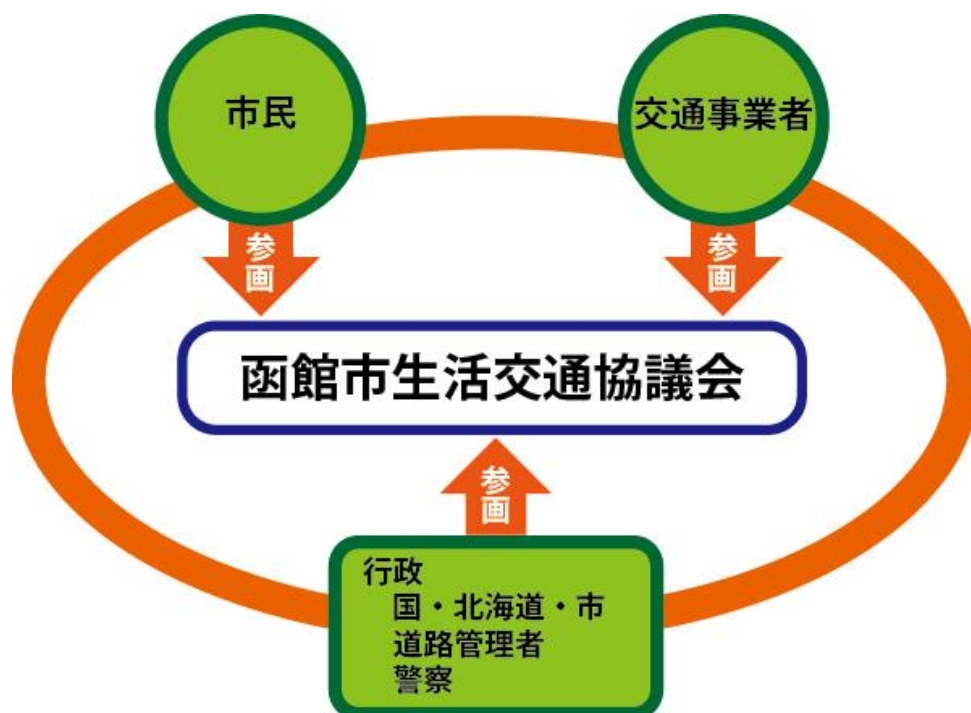 市民
交通事業者
参画
参画
函館市生活交通協議会
参画
行政
国・北海道・市
道路管理者
警察